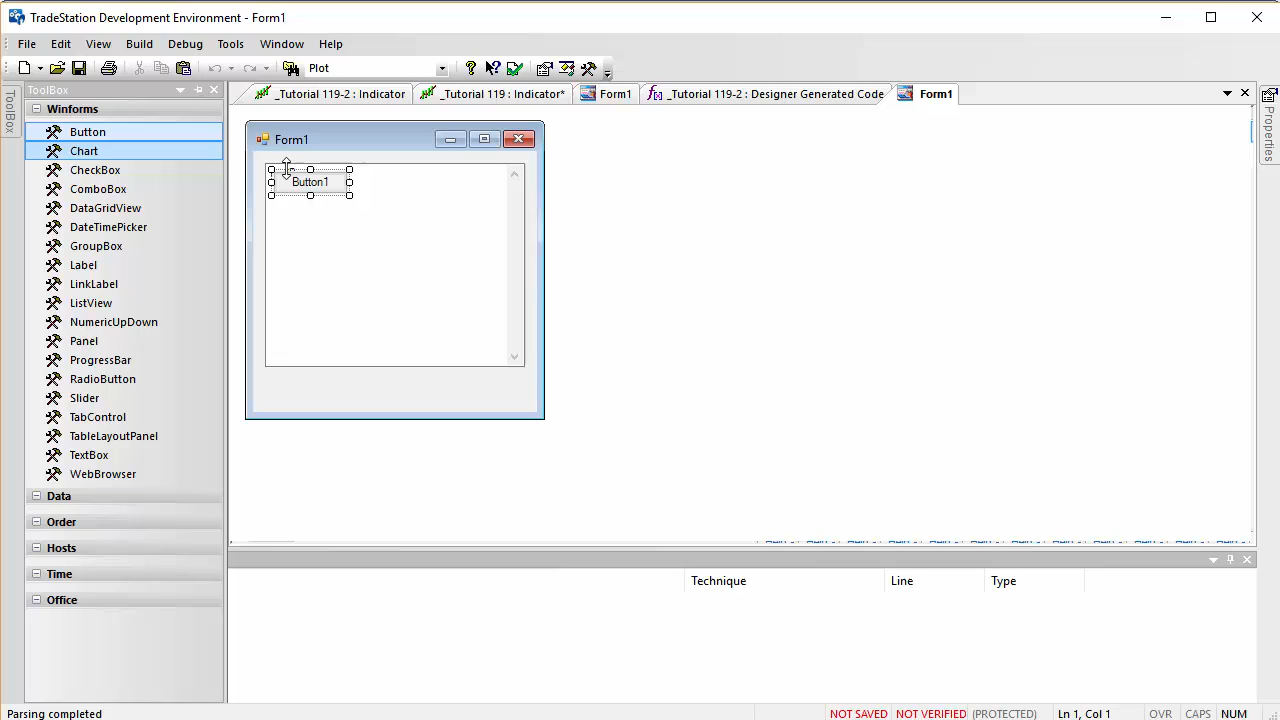 TradeStation Development Environment - Form1
File Edit View Build Debug Tools Window Help
Plot
ToolBox
ToolBox
_Tutorial 119-2 : Indicator
_Tutorial 119 : Indicator*
Form1
_Tutorial 119-2 : Designer Generated Code
Form1
Properties
Winforms
Button
Chart
CheckBox
ComboBox
DataGridView
DateTimePicker
GroupBox
Label
LinkLabel
ListView
NumericUpDown
Panel
ProgressBar
RadioButton
Slider
TabControl
TableLayoutPanel
TextBox
WebBrowser
Data
Order
Hosts
Time
Office
Form1
Button1
Technique Line Type
Parsing completed
NOT SAVED NOT VERIFIED (PROTECTED) Ln 1, Col 1 OVR CAPS NUM